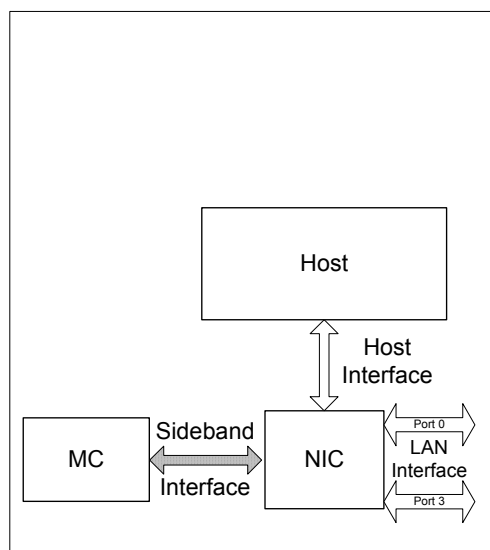 Host
Host
Interface
Sideband
Interface
MC
NIC
Port 0
LAN
Interface
Port 3